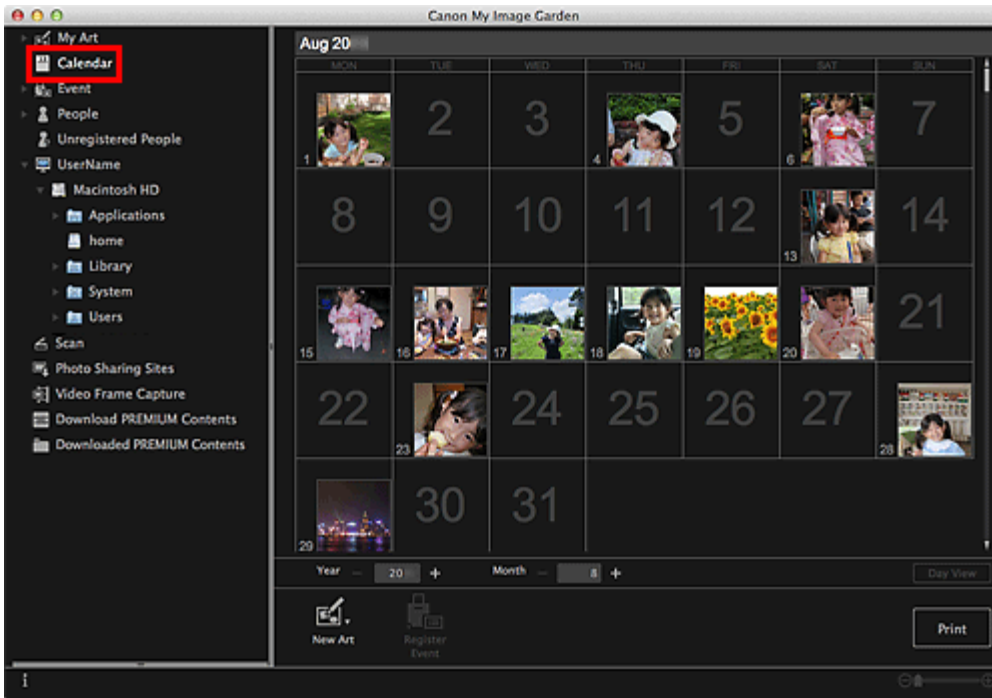 Canon My Image Garden
My Art
Calendar
Event
People
Unregistered People
UserName
Macintosh HD
Applications
home
Library
System
Users
Scan
Photo Sharing Sites
Video Frame Capture
Download PREMIUM Contents
Downloaded PREMIUM Contents
Aug 20
MON TUE WED THU FRI SAT SUN
1 2 3 4 5 6 7
8 9 10 11 12 13 14
15 16 17 18 19 20 21
22 23 24 25 26 27 28
29 30 31
Year − 20 + Month − 8 + Day View
New Art Register Event Print